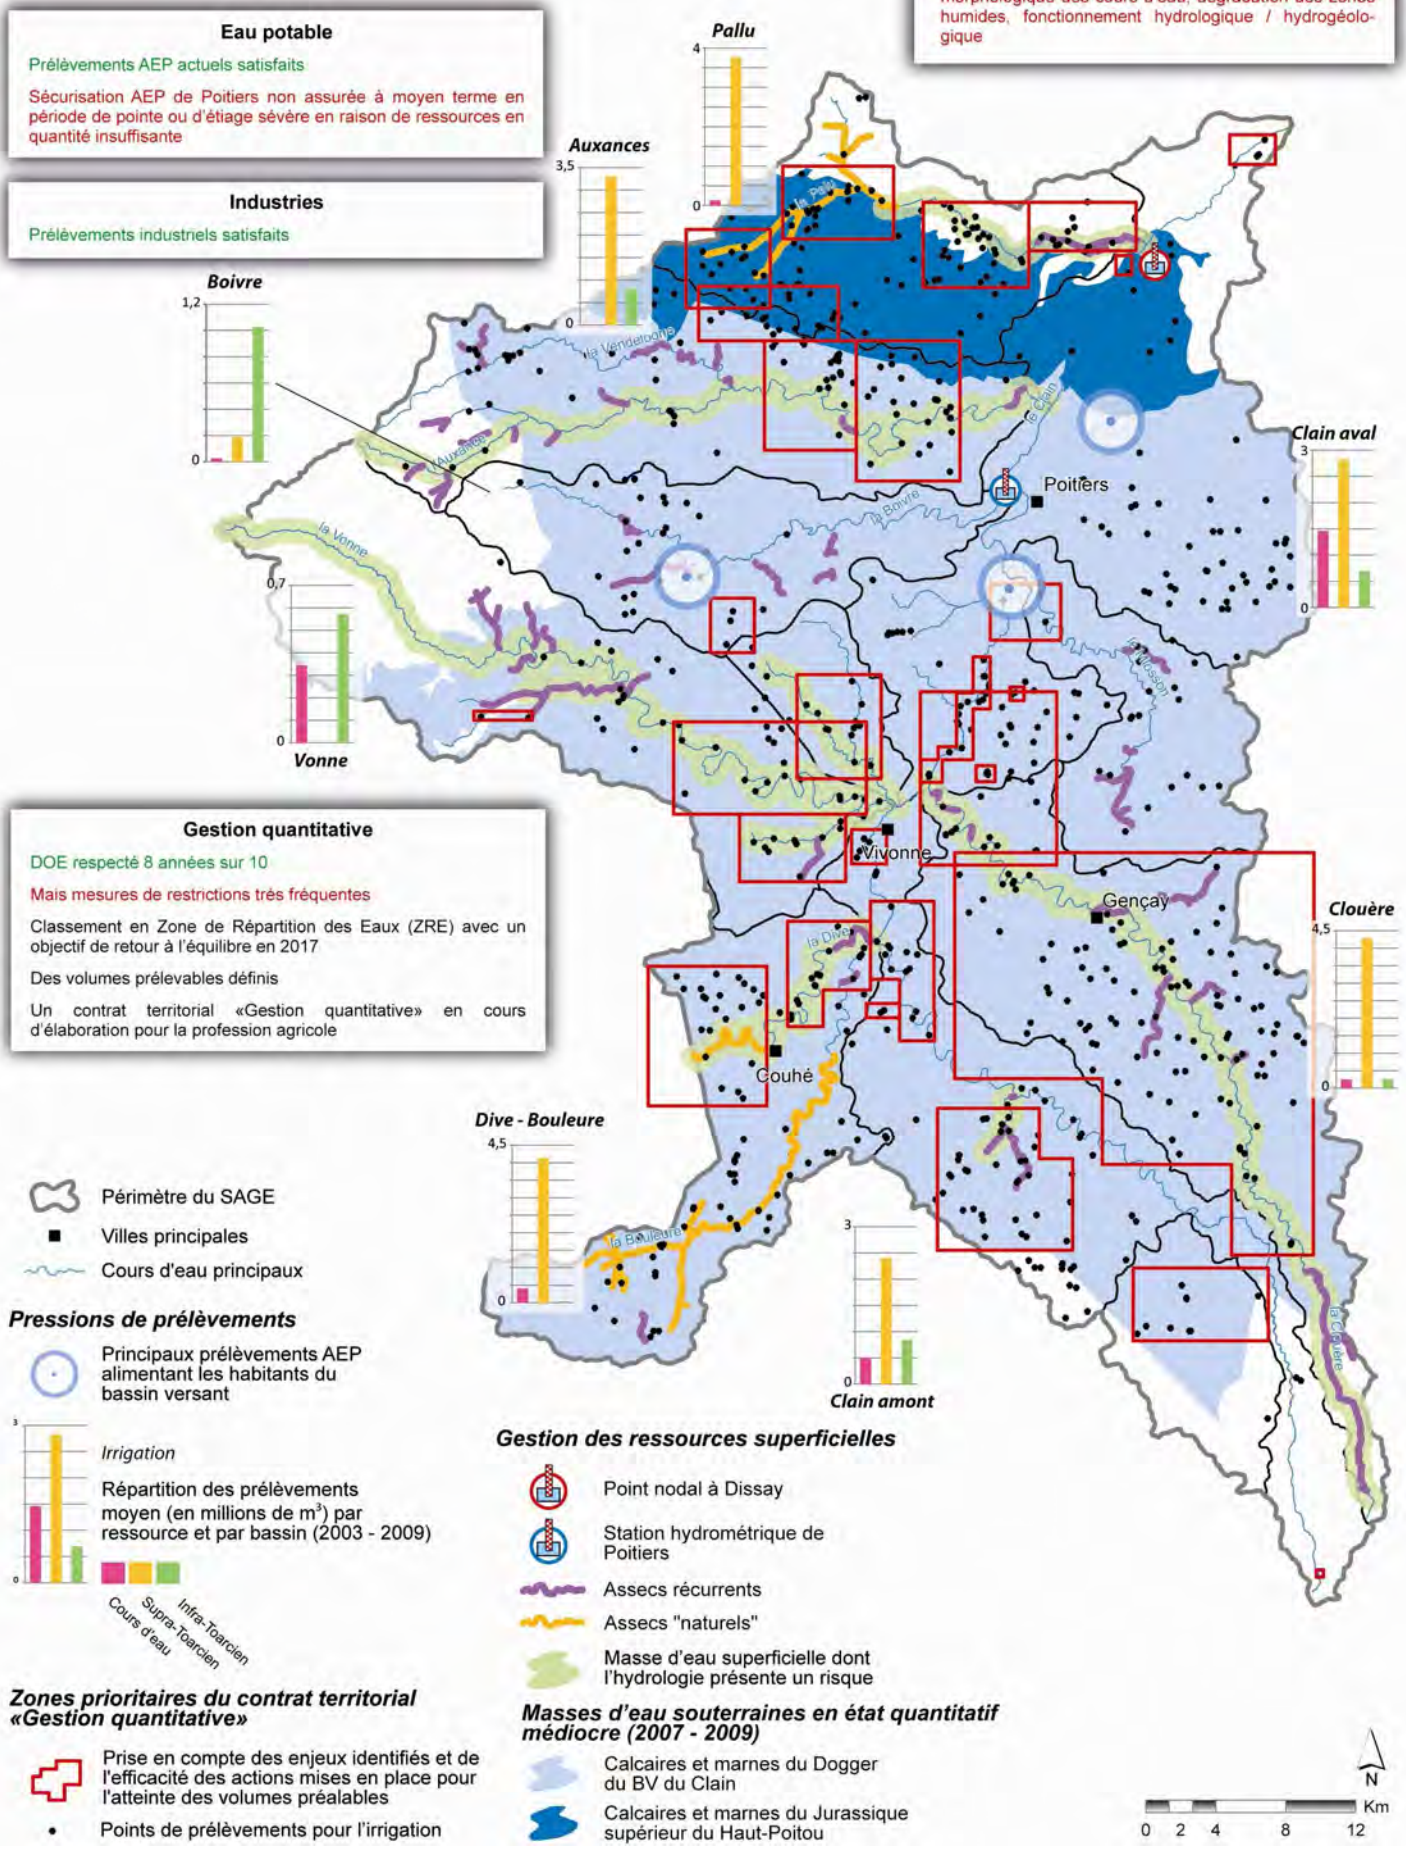 morphologique des cours d'eau, dégradation des zones
humides, fonctionnement hydrologique / hydrogéolo-
gique
Eau potable
Prélèvements AEP actuels satisfaits
Sécurisation AEP de Poitiers non assurée à moyen terme en
période de pointe ou d'étiage sévère en raison de ressources en
quantité insuffisante
Industries
Prélèvements industriels satisfaits
Pallu
4
0
Auxances
3,5
0
Boivre
1,2
0
la Pallu
la Vendelogne
l'Auxance
le Clain
Clain aval
3
0
Poitiers
la Boivre
la Vonne
0,7
0
Vonne
le Miosson
Gestion quantitative
DOE respecté 8 années sur 10
Mais mesures de restrictions trés fréquentes
Classement en Zone de Répartition des Eaux (ZRE) avec un
objectif de retour à l'équilibre en 2017
Des volumes prélevables définis
Un contrat territorial «Gestion quantitative» en cours
d'élaboration pour la profession agricole
Vivonne
Gençay
Clouère
4,5
0
la Dive
Couhé
Dive - Bouleure
4,5
0
la Bouleure
3
0
Clain amont
la Clouère
Périmètre du SAGE
Villes principales
Cours d'eau principaux
Pressions de prélèvements
Principaux prélèvements AEP
alimentant les habitants du
bassin versant
3
0
Irrigation
Répartition des prélèvements
moyen (en millions de m³) par
ressource et par bassin (2003 - 2009)
Cours d'eau
Supra-Toarcien
Infra-Toarcien
Zones prioritaires du contrat territorial
«Gestion quantitative»
Prise en compte des enjeux identifiés et de
l'efficacité des actions mises en place pour
l'atteinte des volumes préalables
Points de prélèvements pour l'irrigation
Gestion des ressources superficielles
Point nodal à Dissay
Station hydrométrique de
Poitiers
Assecs récurrents
Assecs "naturels"
Masse d'eau superficielle dont
l'hydrologie présente un risque
Masses d'eau souterraines en état quantitatif
médiocre (2007 - 2009)
Calcaires et marnes du Dogger
du BV du Clain
Calcaires et marnes du Jurassique
supérieur du Haut-Poitou
N
Km
0 2 4 8 12